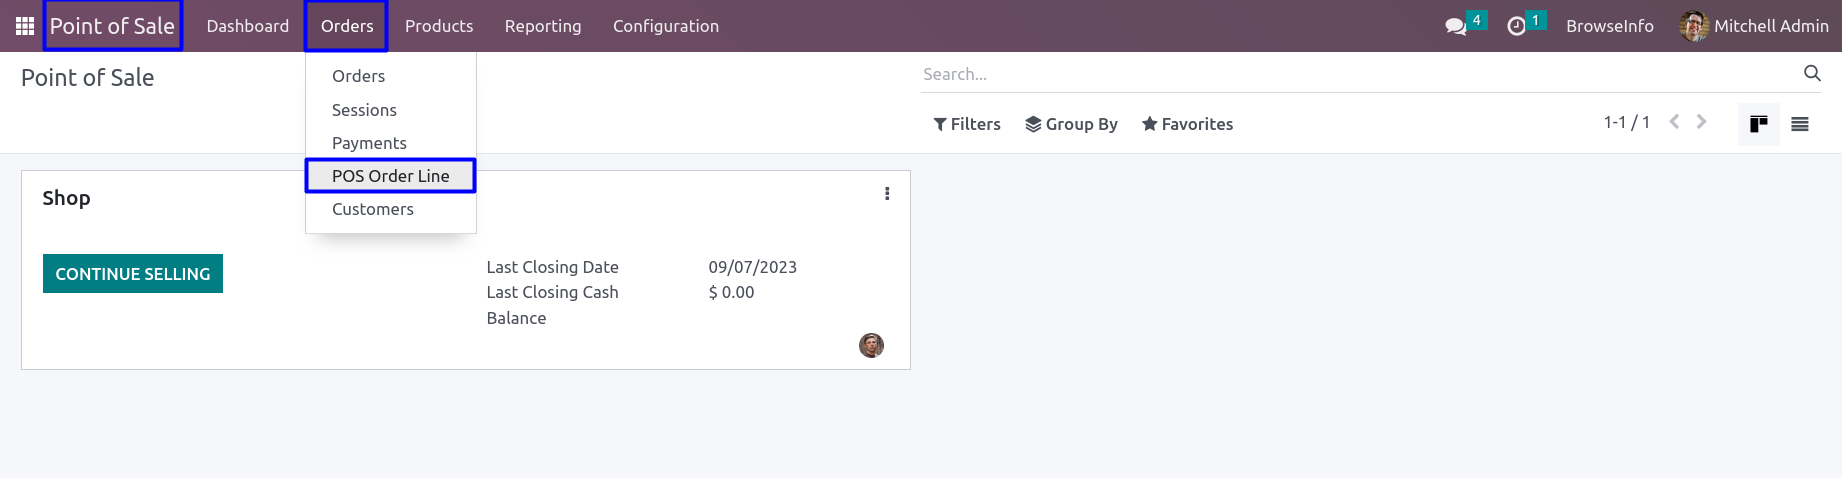 Point of Sale Dashboard Orders Products Reporting Configuration 4 1 BrowseInfo Mitchell Admin
Point of Sale
Search...
Orders
Sessions
Payments
POS Order Line
Customers
Filters Group By Favorites 1-1 / 1
Shop
CONTINUE SELLING
Last Closing Date 09/07/2023
Last Closing Cash $ 0.00
Balance